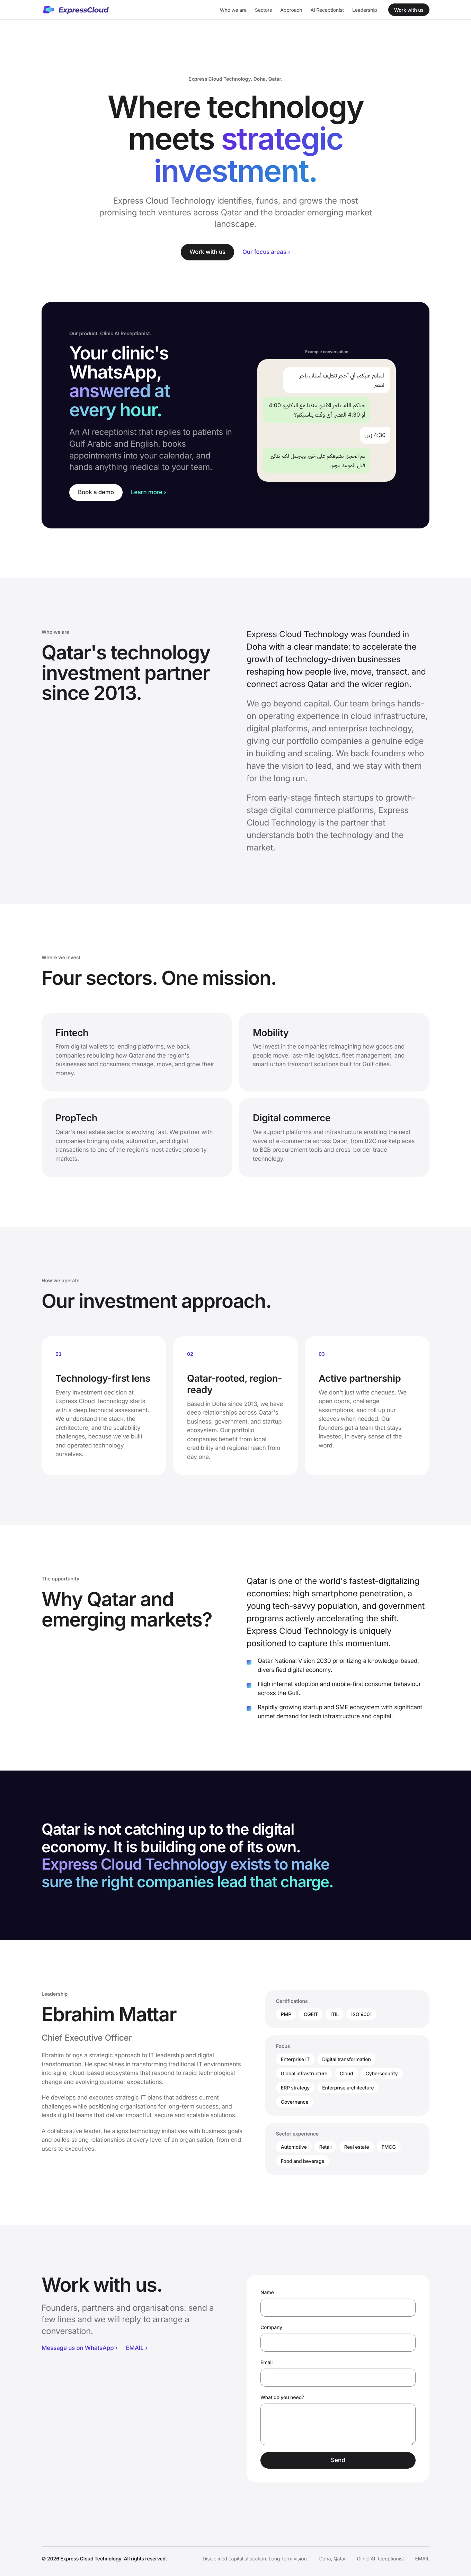 ExpressCloud
Who we are
Sectors
Approach
AI Receptionist
Leadership
Work with us
Express Cloud Technology. Doha, Qatar.
Where technology
meets strategic
investment.
Express Cloud Technology identifies, funds, and grows the most
promising tech ventures across Qatar and the broader emerging market
landscape.
Work with us
Our focus areas ›
Our product. Clinic AI Receptionist.
Your clinic's
WhatsApp,
answered at
every hour.
An AI receptionist that replies to patients in
Gulf Arabic and English, books
appointments into your calendar, and
hands anything medical to your team.
Book a demo
Learn more ›
Example conversation
السلام عليكم، أبي أحجز تنظيف أسنان باجر
العصر
حياكم الله. باجر الاثنين عندنا مع الدكتورة 4:00
أو 4:30 العصر. أي وقت يناسبكم؟
4:30 زين
تم الحجز. نشوفكم على خير، وبنرسل لكم تذكير
قبل الموعد بيوم.
Who we are
Qatar's technology
investment partner
since 2013.
Express Cloud Technology was founded in
Doha with a clear mandate: to accelerate the
growth of technology-driven businesses
reshaping how people live, move, transact, and
connect across Qatar and the wider region.
We go beyond capital. Our team brings hands-
on operating experience in cloud infrastructure,
digital platforms, and enterprise technology,
giving our portfolio companies a genuine edge
in building and scaling. We back founders who
have the vision to lead, and we stay with them
for the long run.
From early-stage fintech startups to growth-
stage digital commerce platforms, Express
Cloud Technology is the partner that
understands both the technology and the
market.
Where we invest
Four sectors. One mission.
Fintech
From digital wallets to lending platforms, we back
companies rebuilding how Qatar and the region's
businesses and consumers manage, move, and grow their
money.
Mobility
We invest in the companies reimagining how goods and
people move: last-mile logistics, fleet management, and
smart urban transport solutions built for Gulf cities.
PropTech
Qatar's real estate sector is evolving fast. We partner with
companies bringing data, automation, and digital
transactions to one of the region's most active property
markets.
Digital commerce
We support platforms and infrastructure enabling the next
wave of e-commerce across Qatar, from B2C marketplaces
to B2B procurement tools and cross-border trade
technology.
How we operate
Our investment approach.
01
Technology-first lens
Every investment decision at
Express Cloud Technology starts
with a deep technical assessment.
We understand the stack, the
architecture, and the scalability
challenges, because we've built
and operated technology
ourselves.
02
Qatar-rooted, region-
ready
Based in Doha since 2013, we have
deep relationships across Qatar's
business, government, and startup
ecosystem. Our portfolio
companies benefit from local
credibility and regional reach from
day one.
03
Active partnership
We don't just write cheques. We
open doors, challenge
assumptions, and roll up our
sleeves when needed. Our
founders get a team that stays
invested, in every sense of the
word.
The opportunity
Why Qatar and
emerging markets?
Qatar is one of the world's fastest-digitalizing
economies: high smartphone penetration, a
young tech-savvy population, and government
programs actively accelerating the shift.
Express Cloud Technology is uniquely
positioned to capture this momentum.
Qatar National Vision 2030 prioritizing a knowledge-based,
diversified digital economy.
High internet adoption and mobile-first consumer behaviour
across the Gulf.
Rapidly growing startup and SME ecosystem with significant
unmet demand for tech infrastructure and capital.
Qatar is not catching up to the digital
economy. It is building one of its own.
Express Cloud Technology exists to make
sure the right companies lead that charge.
Leadership
Ebrahim Mattar
Chief Executive Officer
Ebrahim brings a strategic approach to IT leadership and digital
transformation. He specialises in transforming traditional IT environments
into agile, cloud-based ecosystems that respond to rapid technological
change and evolving customer expectations.
He develops and executes strategic IT plans that address current
challenges while positioning organisations for long-term success, and
leads digital teams that deliver impactful, secure and scalable solutions.
A collaborative leader, he aligns technology initiatives with business goals
and builds strong relationships at every level of an organisation, from end
users to executives.
Certifications
PMP
CGEIT
ITIL
ISO 9001
Focus
Enterprise IT
Digital transformation
Global infrastructure
Cloud
Cybersecurity
ERP strategy
Enterprise architecture
Governance
Sector experience
Automotive
Retail
Real estate
FMCG
Food and beverage
Work with us.
Founders, partners and organisations: send a
few lines and we will reply to arrange a
conversation.
Message us on WhatsApp ›
EMAIL ›
Name
Company
Email
What do you need?
Send
© 2026 Express Cloud Technology. All rights reserved.
Disciplined capital allocation. Long-term vision.
Doha, Qatar
Clinic AI Receptionist
EMAIL